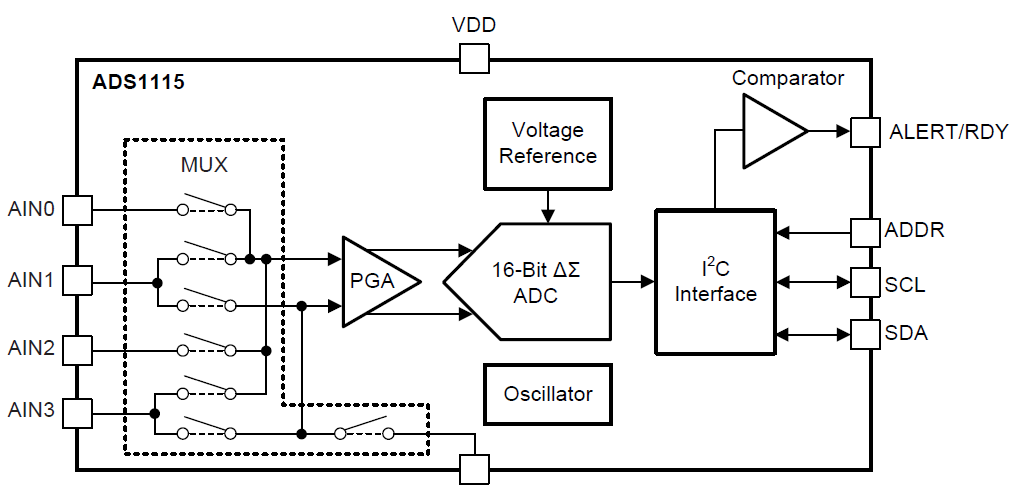 VDD
ADS1115
Comparator
Voltage
Reference
ALERT/RDY
MUX
AIN0
ADDR
AIN1
PGA
16-Bit ΔΣ
ADC
I²C
Interface
SCL
AIN2
SDA
AIN3
Oscillator